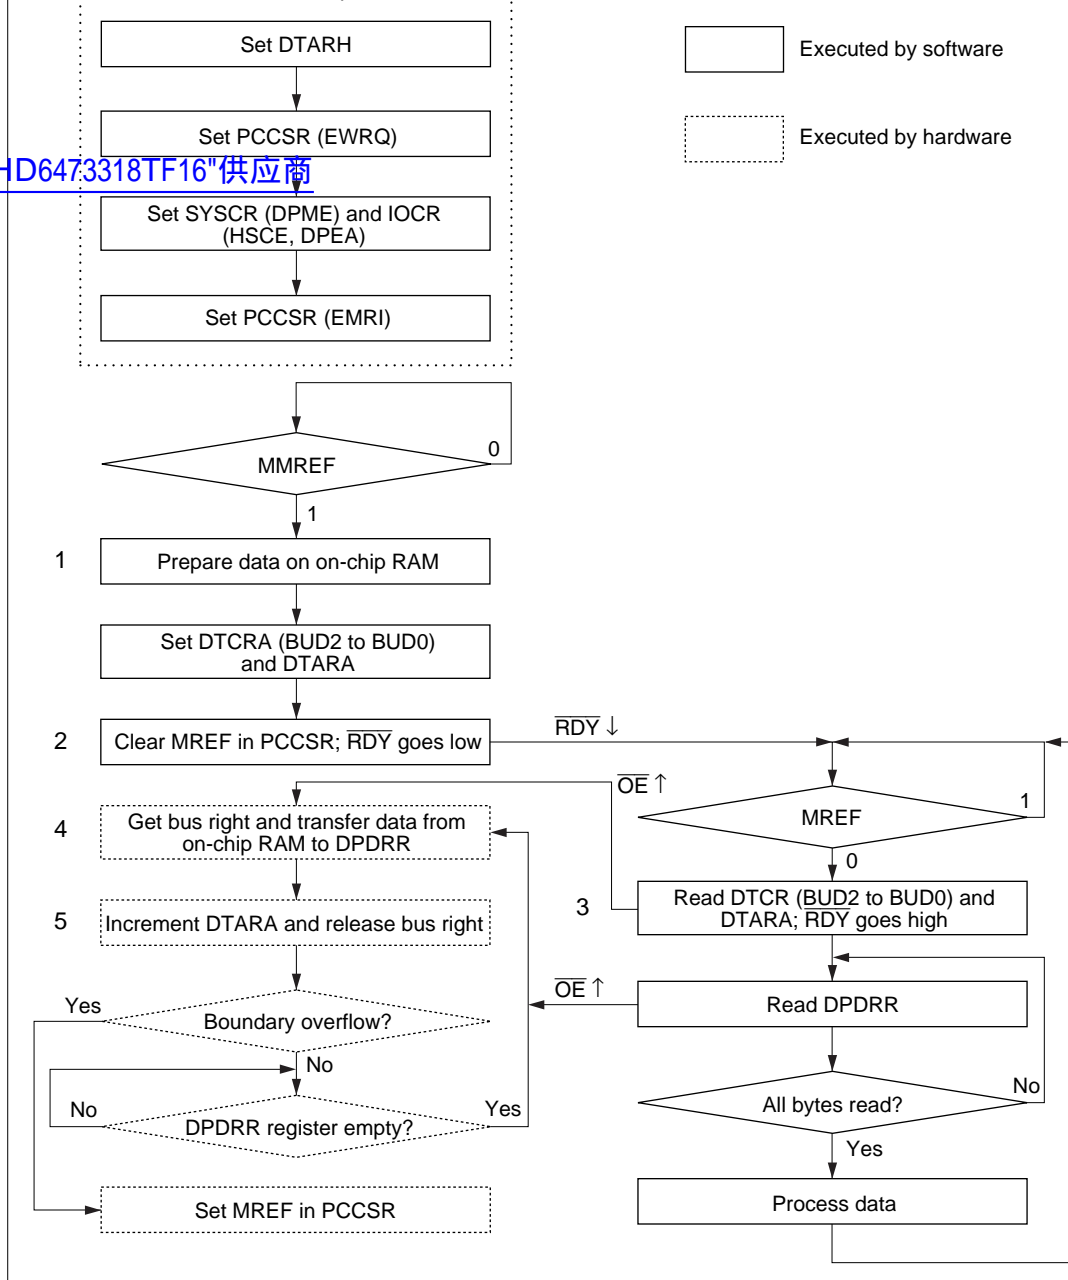 Set DTARH
Executed by software
Set PCCSR (EWRQ)
Executed by hardware
HD6473318TF16"供应商
Set SYSCR (DPME) and IOCR
(HSCE, DPEA)
Set PCCSR (EMRI)
MMREF
0
1
1
Prepare data on on-chip RAM
Set DTCRA (BUD2 to BUD0)
and DTARA
2
Clear MREF in PCCSR; R̅D̅Y̅ goes low
R̅D̅Y̅ ↓
O̅E̅ ↑
MREF
1
0
4
Get bus right and transfer data from
on-chip RAM to DPDRR
3
Read DTCR (BUD2 to BUD0) and
DTARA; R̅D̅Y̅ goes high
5
Increment DTARA and release bus right
O̅E̅ ↑
Read DPDRR
Yes
Boundary overflow?
No
No
DPDRR register empty?
Yes
All bytes read?
No
Yes
Set MREF in PCCSR
Process data